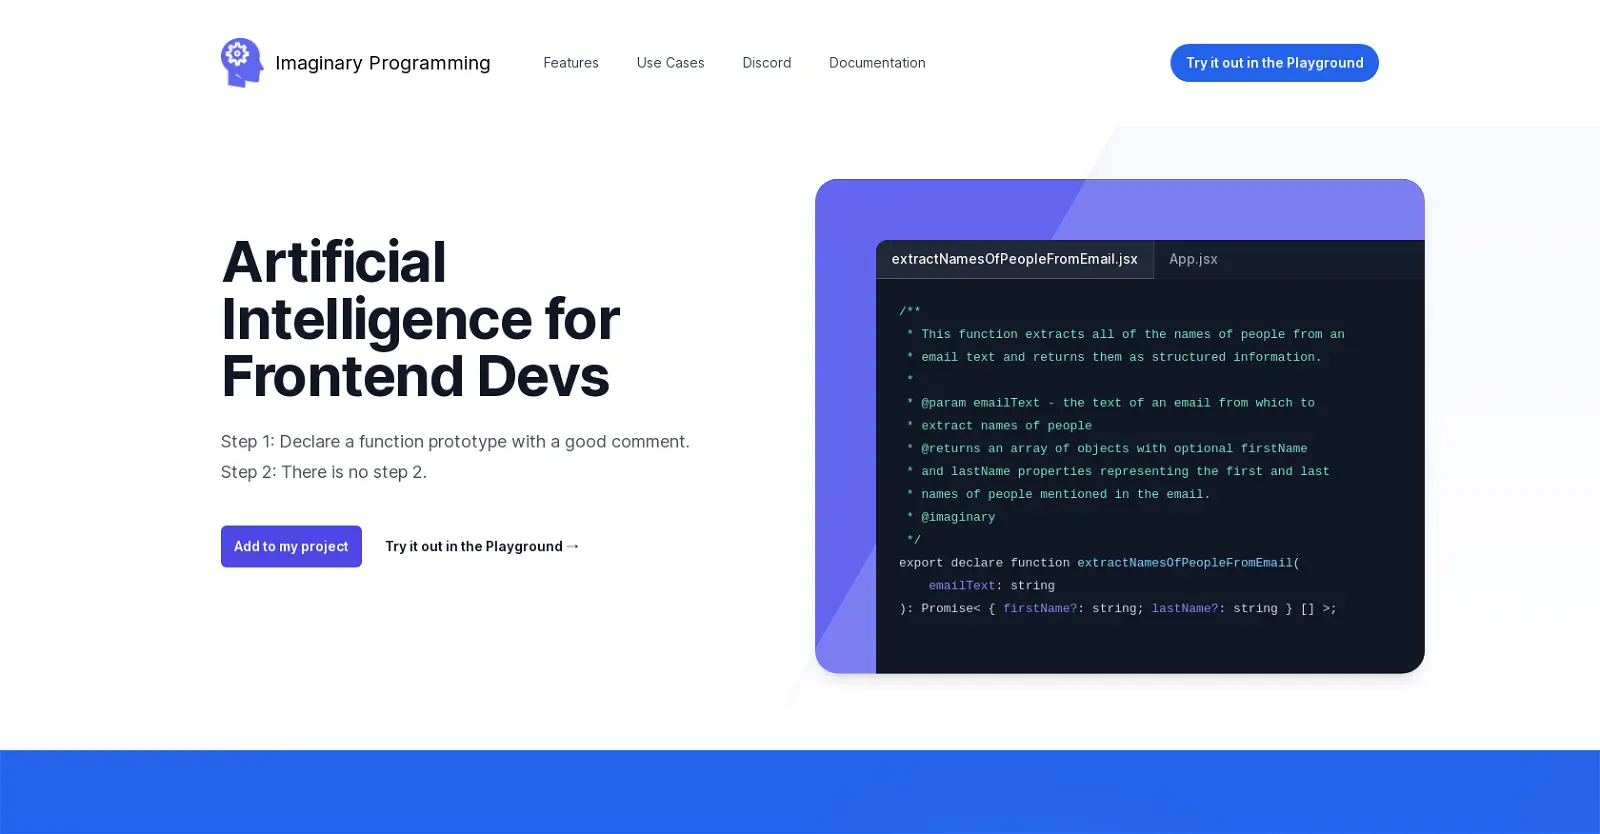 Imaginary Programming
Features
Use Cases
Discord
Documentation
Try it out in the Playground
Artificial
Intelligence for
Frontend Devs
Step 1: Declare a function prototype with a good comment.
Step 2: There is no step 2.
Add to my project
Try it out in the Playground →
extractNamesOfPeopleFromEmail.jsx
App.jsx
/**
 * This function extracts all of the names of people from an
 * email text and returns them as structured information.
 *
 * @param emailText - the text of an email from which to
 * extract names of people
 * @returns an array of objects with optional firstName
 * and lastName properties representing the first and last
 * names of people mentioned in the email.
 * @imaginary
 */
export declare function extractNamesOfPeopleFromEmail(
    emailText: string
): Promise< { firstName?: string; lastName?: string } [] >;